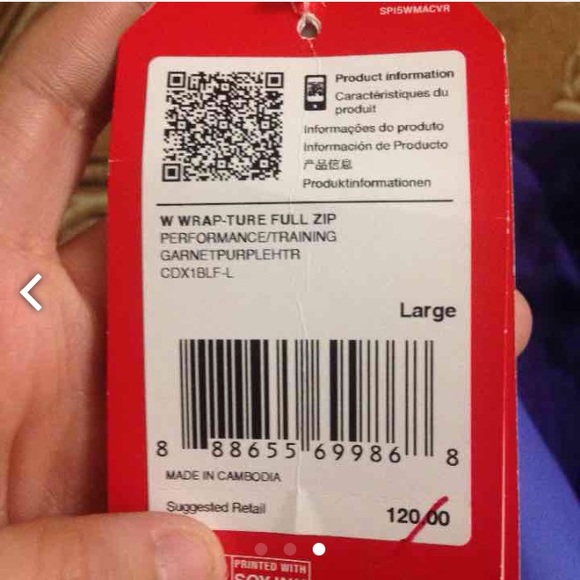 SPI5WMACVR
Product information
Caractéristiques du
produit
Informações do produto
Información de Producto
产品信息
Produktinformationen
W WRAP-TURE FULL ZIP
PERFORMANCE/TRAINING
GARNETPURPLEHTR
CDX1BLF-L
Large
8 88655 69986 8
MADE IN CAMBODIA
Suggested Retail
120.00
PRINTED WITH
SOY INK